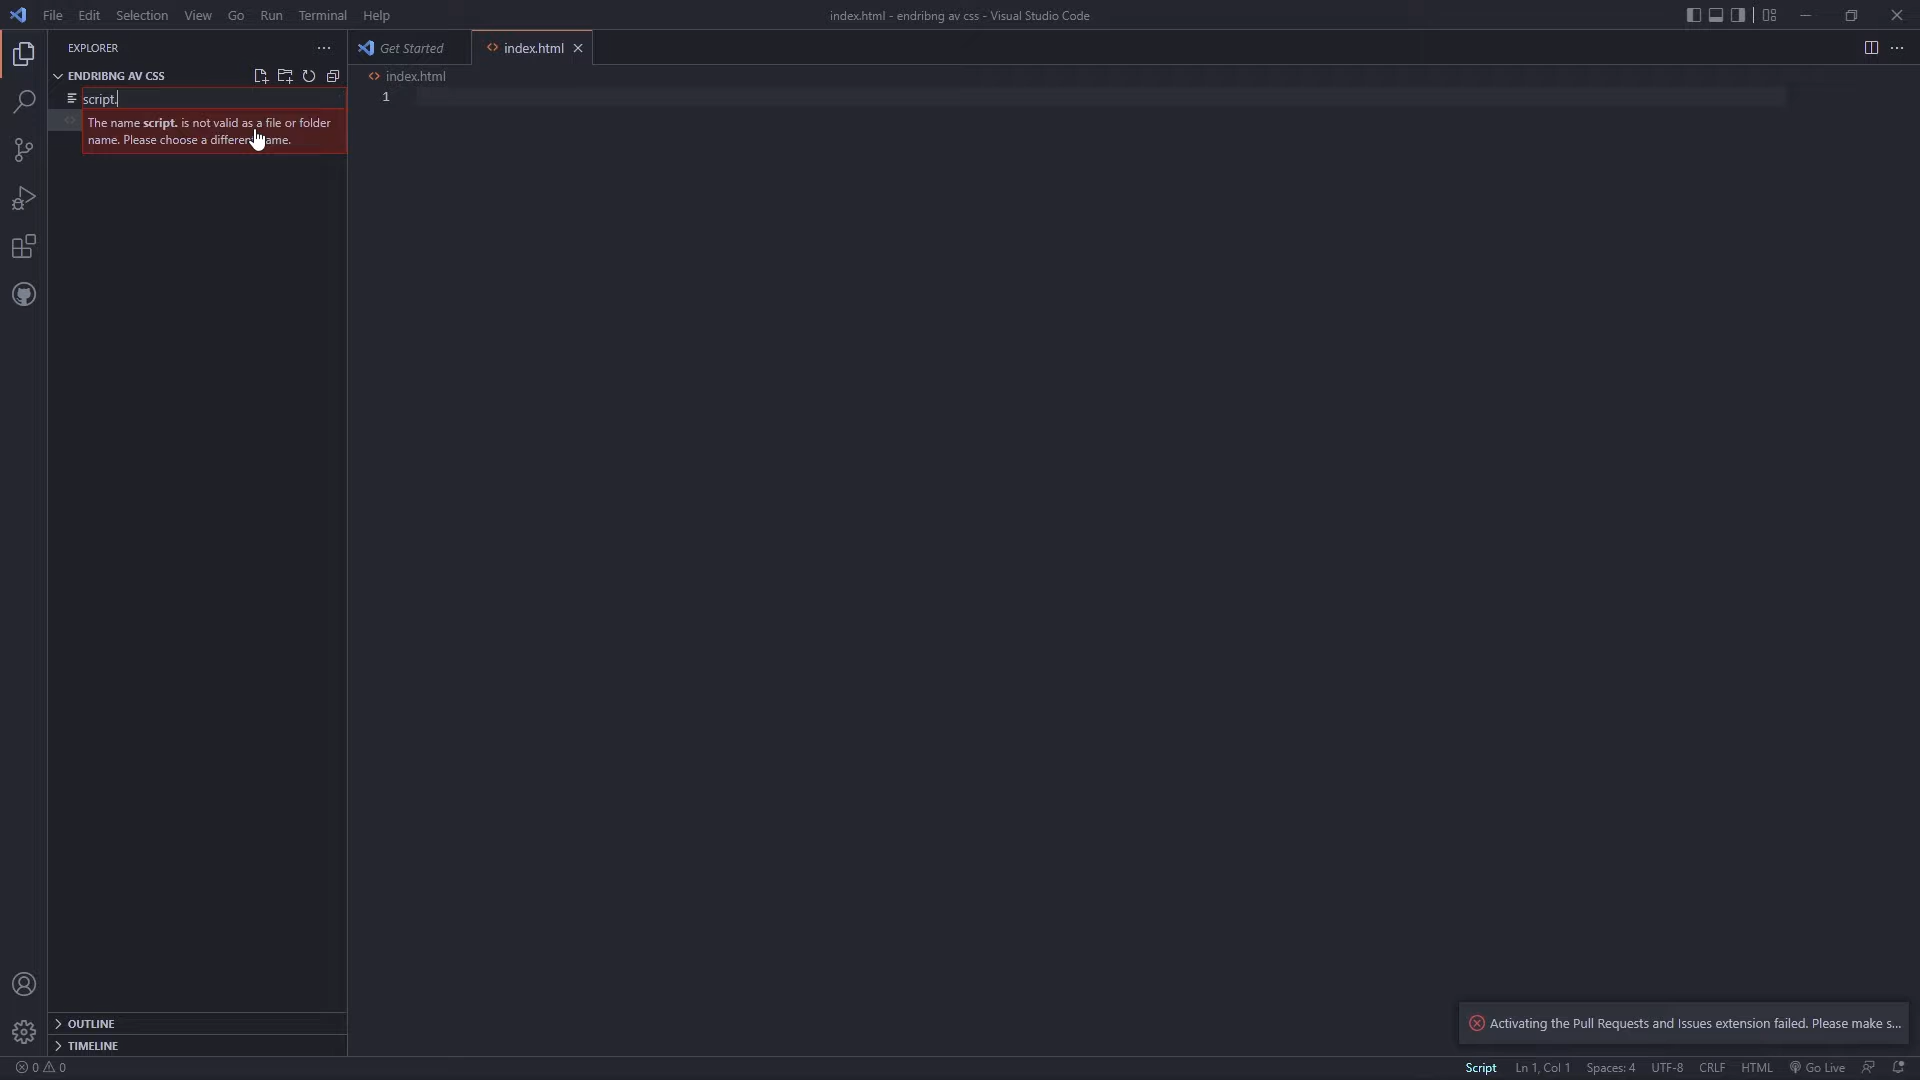 File Edit Selection View Go Run Terminal Help
index.html - endribng av css - Visual Studio Code
EXPLORER
Get Started
index.html
ENDRIBNG AV CSS
index.html
script.
1
The name script. is not valid as a file or folder
name. Please choose a different name.
OUTLINE
TIMELINE
Activating the Pull Requests and Issues extension failed. Please make s...
0 0
Script Ln 1, Col 1 Spaces: 4 UTF-8 CRLF HTML Go Live